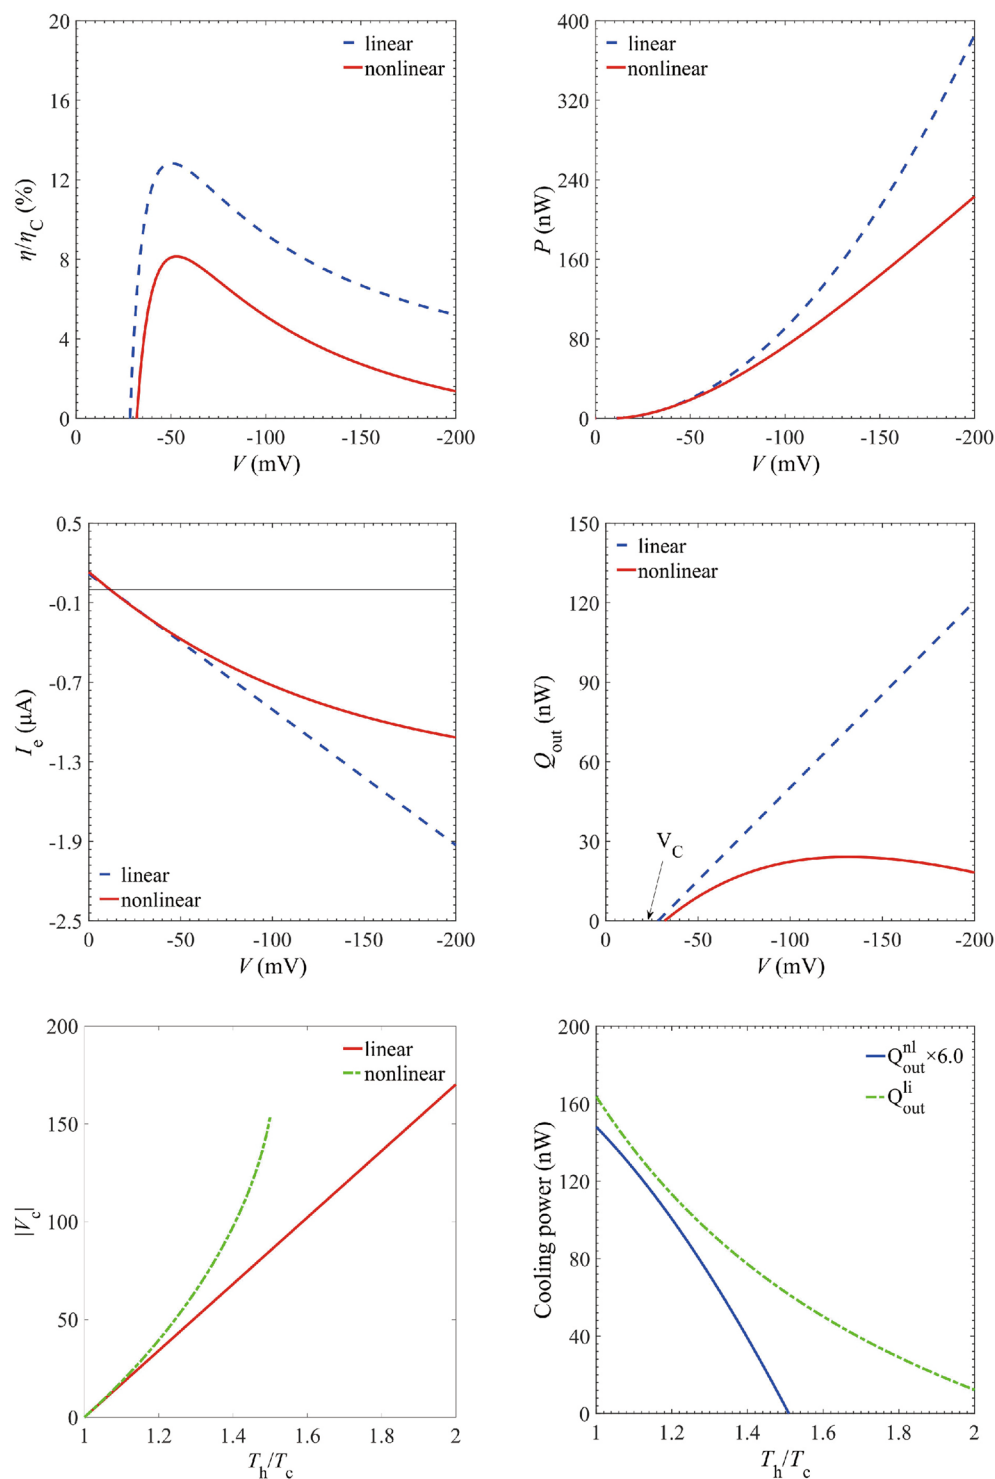 20
16
12
8
4
0
η/η_C (%)
linear
nonlinear
0 -50 -100 -150 -200
V (mV)
400
320
240
160
80
0
P (nW)
linear
nonlinear
0 -50 -100 -150 -200
V (mV)
0.5
-0.1
-0.7
-1.3
-1.9
-2.5
I_e (μA)
linear
nonlinear
0 -50 -100 -150 -200
V (mV)
150
120
90
60
30
0
Q_out (nW)
linear
nonlinear
V_C
0 -50 -100 -150 -200
V (mV)
200
150
100
50
0
|V_c|
linear
nonlinear
1 1.2 1.4 1.6 1.8 2
T_h/T_c
200
160
120
80
40
0
Cooling power (nW)
Q_out^nl×6.0
Q_out^li
1 1.2 1.4 1.6 1.8 2
T_h/T_c